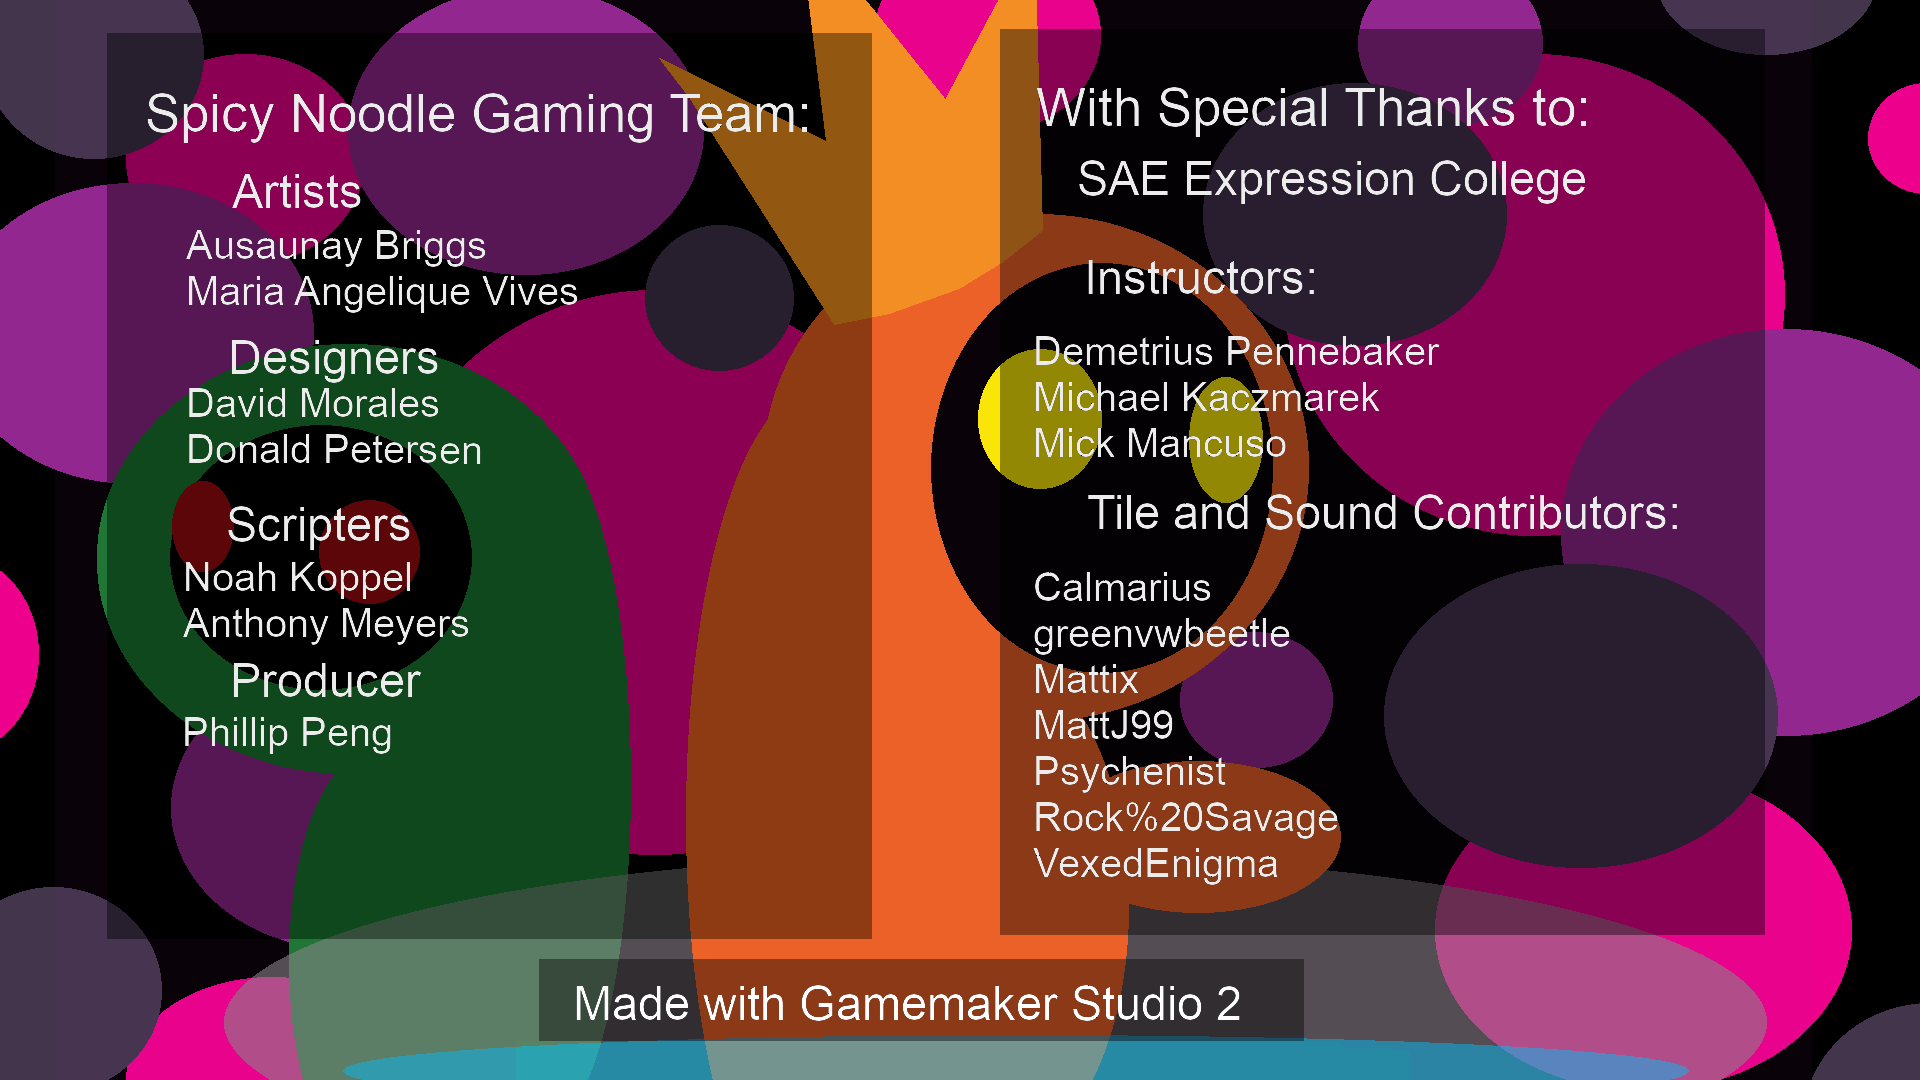 Spicy Noodle Gaming Team:
Artists
Ausaunay Briggs
Maria Angelique Vives
Designers
David Morales
Donald Petersen
Scripters
Noah Koppel
Anthony Meyers
Producer
Phillip Peng
With Special Thanks to:
SAE Expression College
Instructors:
Demetrius Pennebaker
Michael Kaczmarek
Mick Mancuso
Tile and Sound Contributors:
Calmarius
greenvwbeetle
Mattix
MattJ99
Psychenist
Rock%20Savage
VexedEnigma
Made with Gamemaker Studio 2